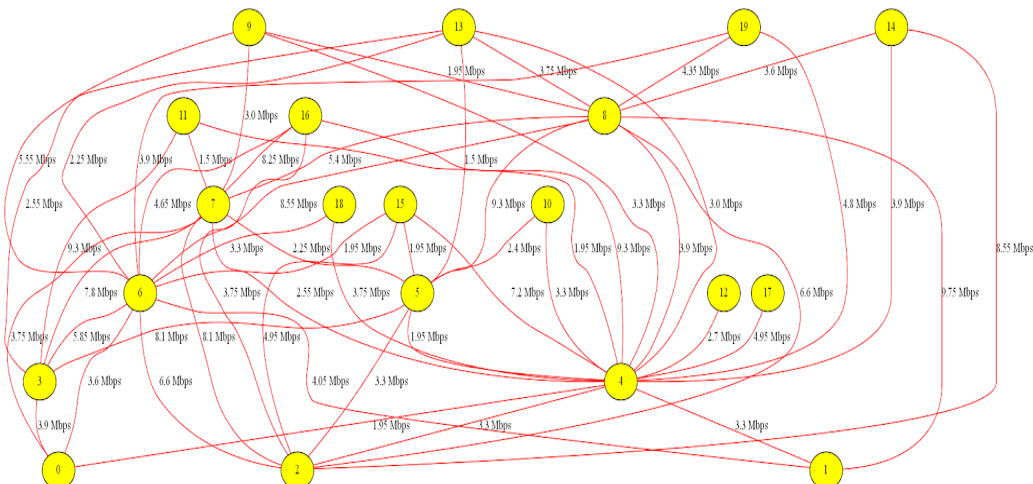 9
13
19
14
1.95 Mbps
3.75 Mbps
4.35 Mbps
3.6 Mbps
11
16
3.0 Mbps
8
5.55 Mbps
2.25 Mbps
3.9 Mbps
1.5 Mbps
8.25 Mbps
5.4 Mbps
1.5 Mbps
2.55 Mbps
4.65 Mbps
7
8.55 Mbps
18
15
9.3 Mbps
10
3.3 Mbps
3.0 Mbps
4.8 Mbps
3.9 Mbps
9.3 Mbps
3.3 Mbps
2.25 Mbps
1.95 Mbps
1.95 Mbps
2.4 Mbps
1.95 Mbps
9.3 Mbps
3.9 Mbps
8.55 Mbps
7.8 Mbps
6
3.75 Mbps
2.55 Mbps
3.75 Mbps
5
7.2 Mbps
3.3 Mbps
12
17
6.6 Mbps
9.75 Mbps
3.75 Mbps
5.85 Mbps
8.1 Mbps
8.1 Mbps
4.95 Mbps
1.95 Mbps
2.7 Mbps
4.95 Mbps
3
3.6 Mbps
6.6 Mbps
4.05 Mbps
3.3 Mbps
4
3.9 Mbps
1.95 Mbps
3.3 Mbps
3.3 Mbps
0
2
1